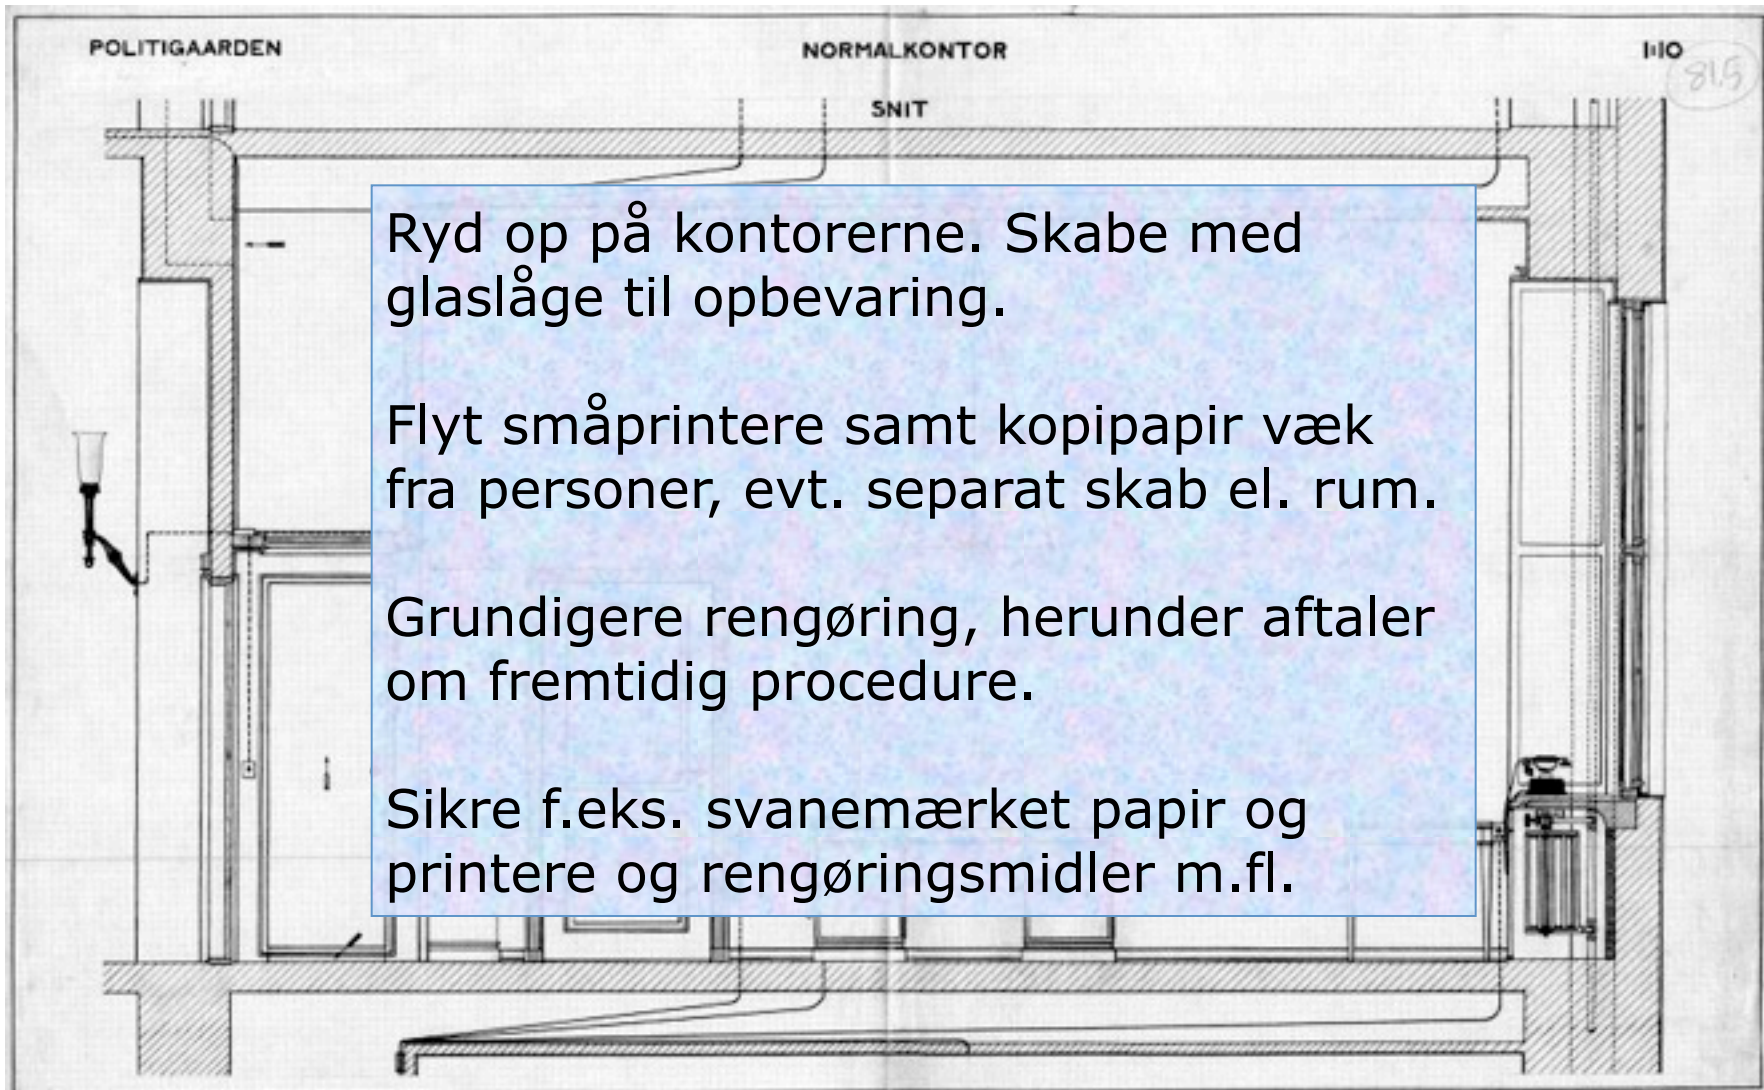 POLITIGAARDEN
NORMALKONTOR
1:10
81.5
SNIT
Ryd op på kontorerne. Skabe med
glaslåge til opbevaring.
Flyt småprintere samt kopipapir væk
fra personer, evt. separat skab el. rum.
Grundigere rengøring, herunder aftaler
om fremtidig procedure.
Sikre f.eks. svanemærket papir og
printere og rengøringsmidler m.fl.